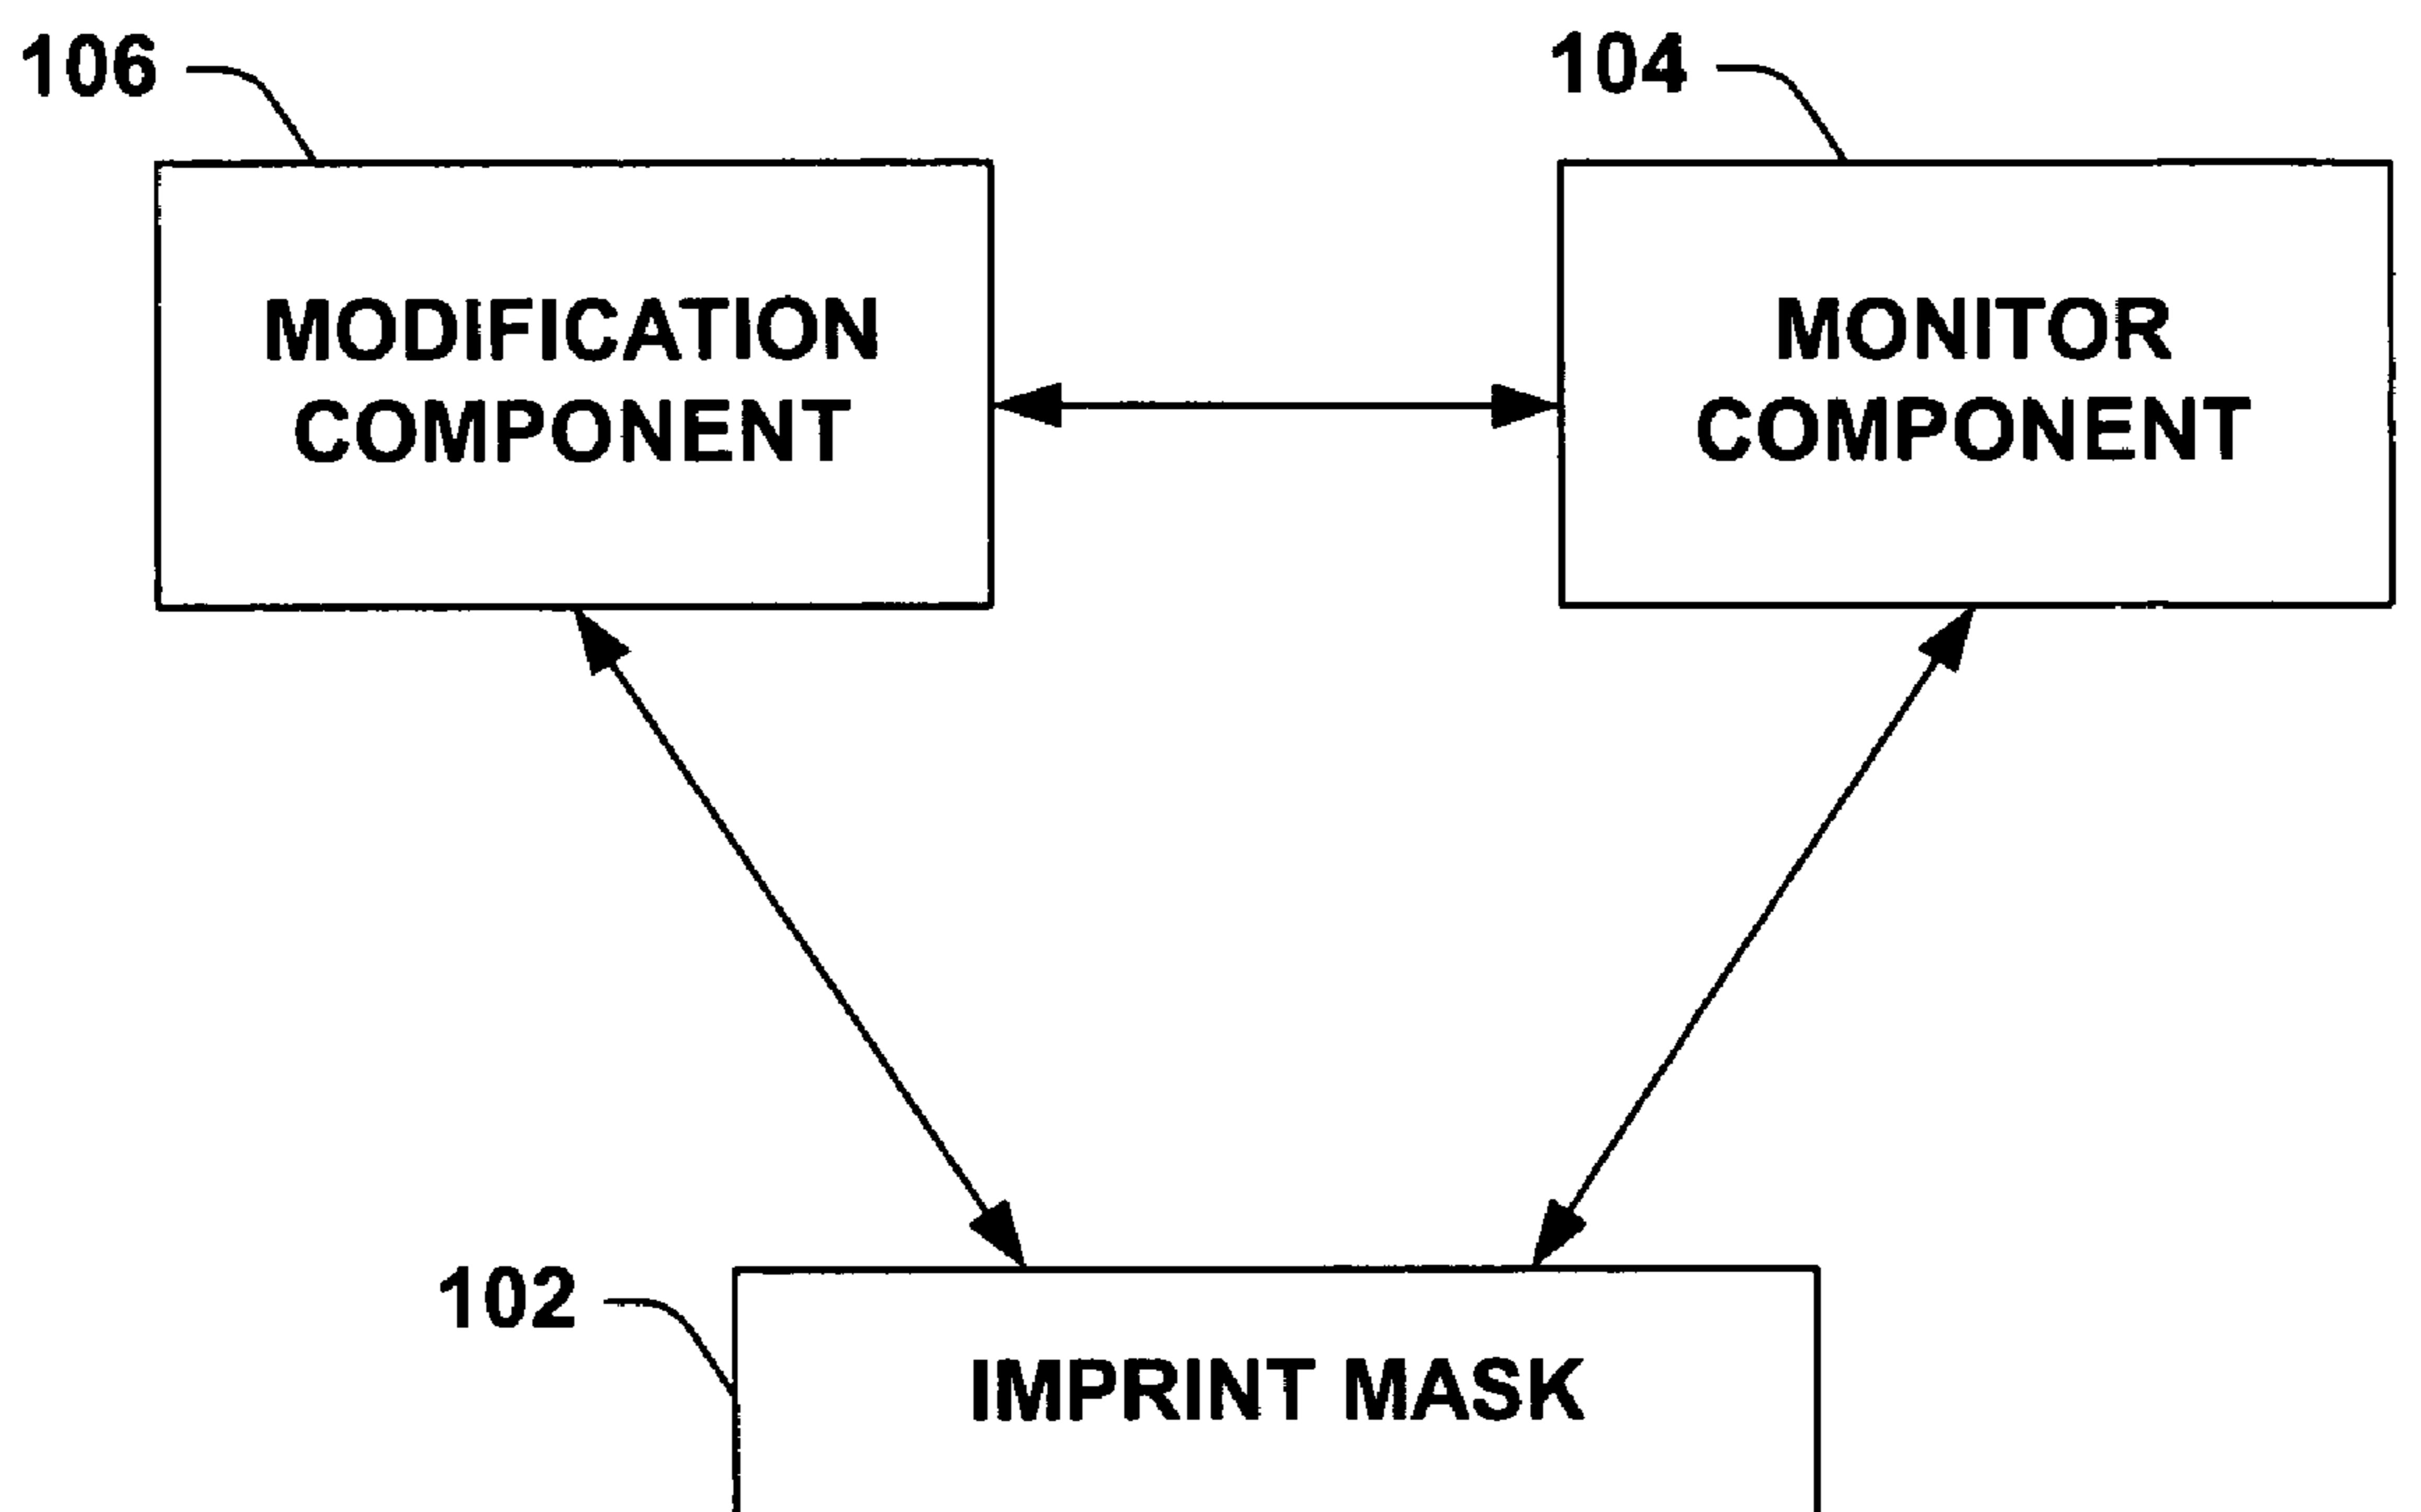 106
104
MODIFICATION
COMPONENT
MONITOR
COMPONENT
102
IMPRINT MASK